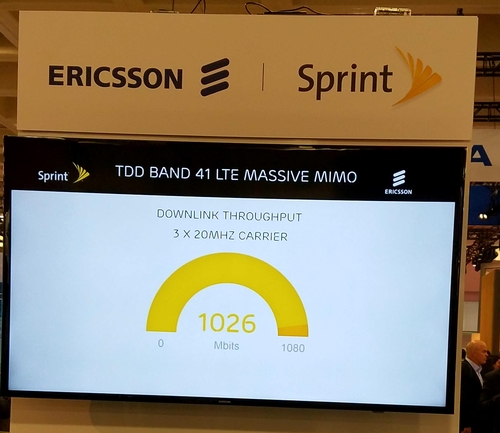 ERICSSON | Sprint
Sprint TDD BAND 41 LTE MASSIVE MIMO ERICSSON
DOWNLINK THROUGHPUT
3 X 20MHZ CARRIER
1026
0 Mbits 1080
A